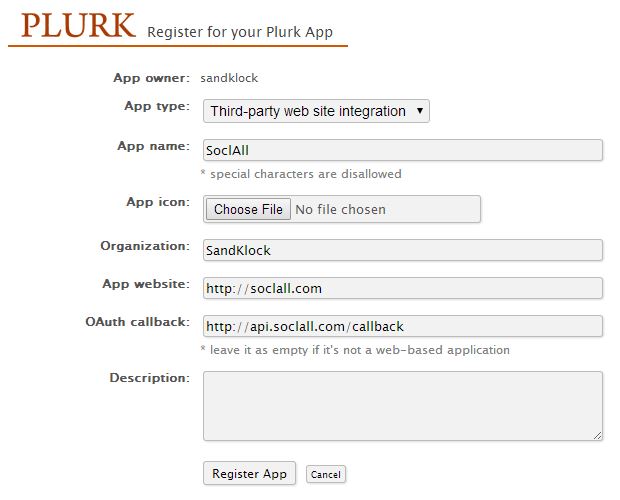 PLURK Register for your Plurk App
App owner: sandklock
App type: Third-party web site integration
App name: SoclAll
* special characters are disallowed
App icon: Choose File No file chosen
Organization: SandKlock
App website: http://soclall.com
OAuth callback: http://api.soclall.com/callback
* leave it as empty if it's not a web-based application
Description:
Register App Cancel